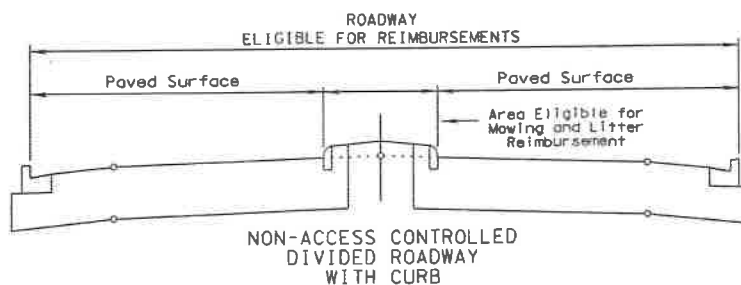 ROADWAY
ELIGIBLE FOR REIMBURSEMENTS
Paved Surface
Paved Surface
Area Eligible for
Mowing and Litter
Reimbursement
NON-ACCESS CONTROLLED
DIVIDED ROADWAY
WITH CURB